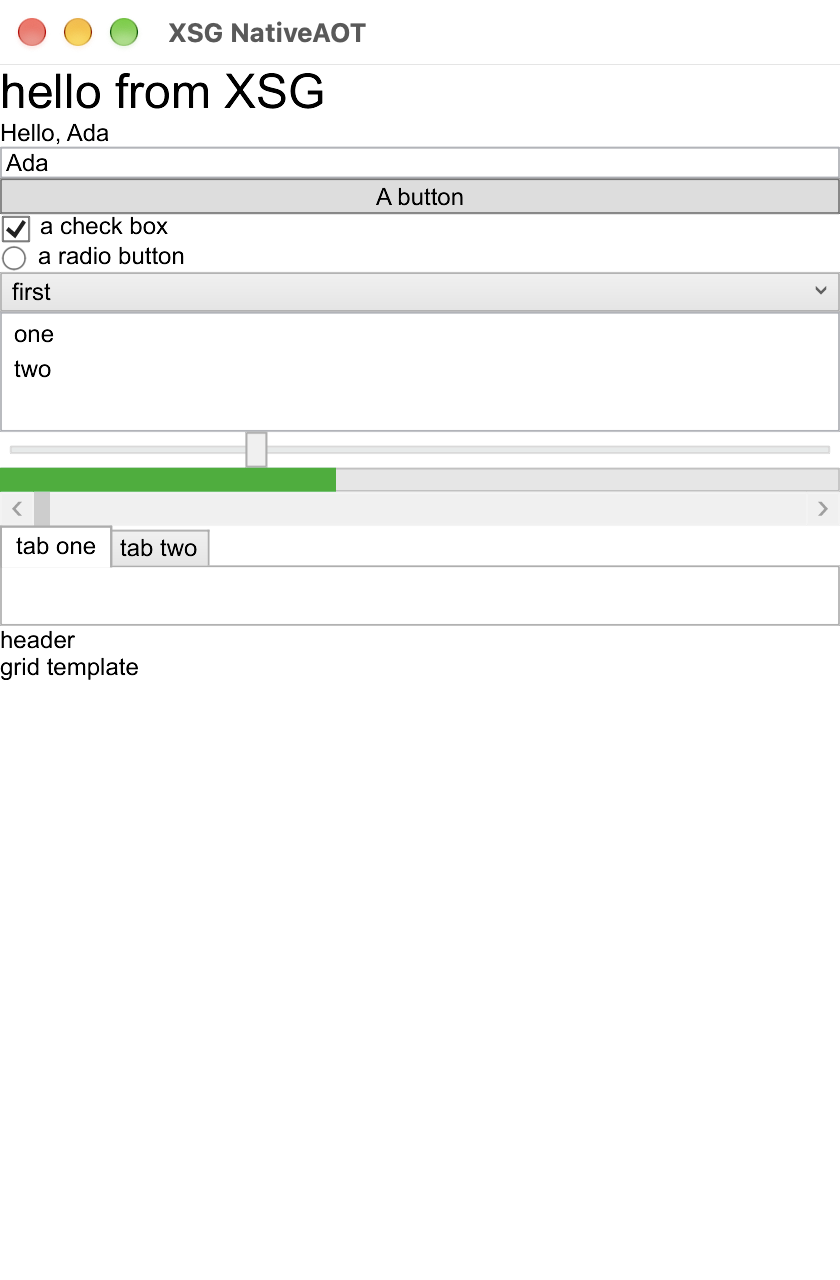 XSG NativeAOT
hello from XSG
Hello, Ada
Ada
A button
a check box
a radio button
first
one
two
tab one tab two
header
grid template